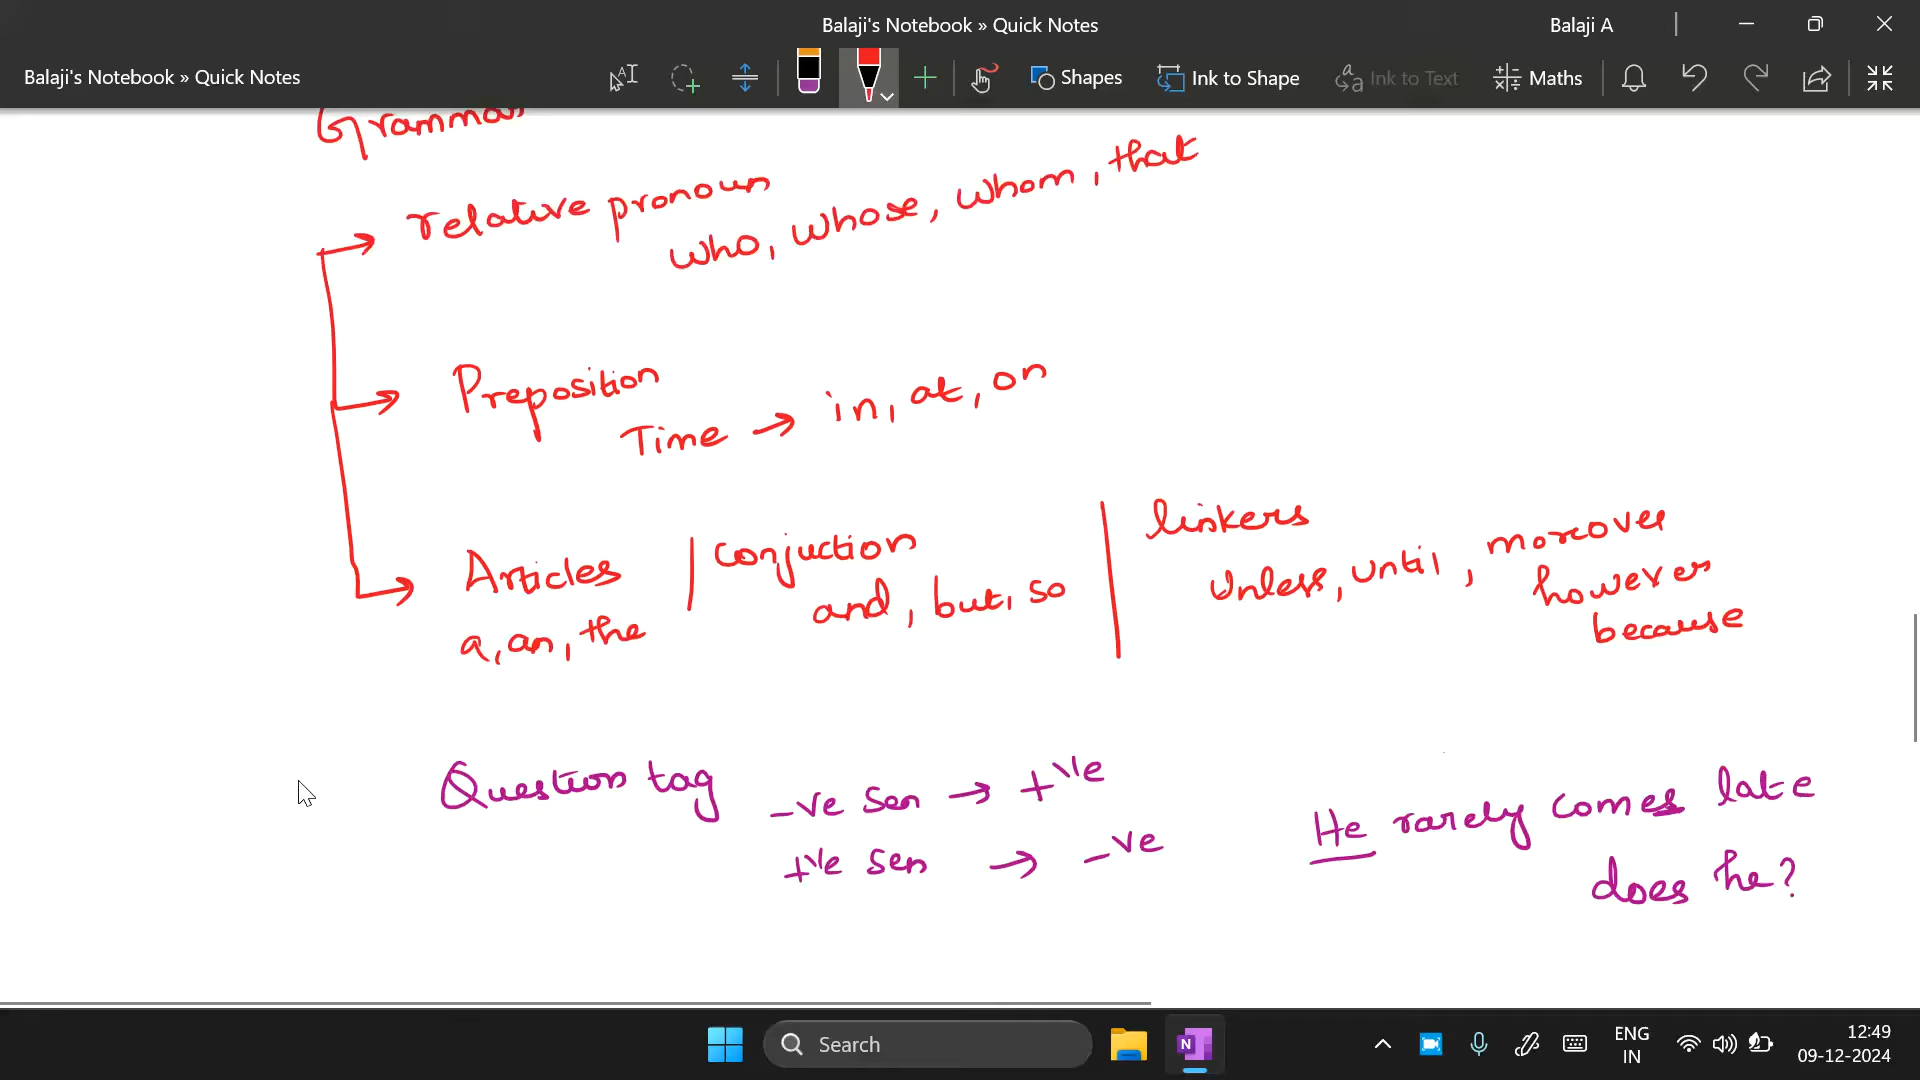 Balaji's Notebook » Quick Notes
Balaji A
Balaji's Notebook » Quick Notes
Shapes
Ink to Shape
Ink to Text
Maths
Grammar
relative pronoun
who, whose, whom, that
Preposition
Time → in, at, on
Articles
a, an, the
conjuction
and, but, so
linkers
Unless, until, moreover
however
because
Question tag
-ve sen → +ve
+ve sen → -ve
He rarely comes late
does he?
Search
ENG
IN
12:49
09-12-2024